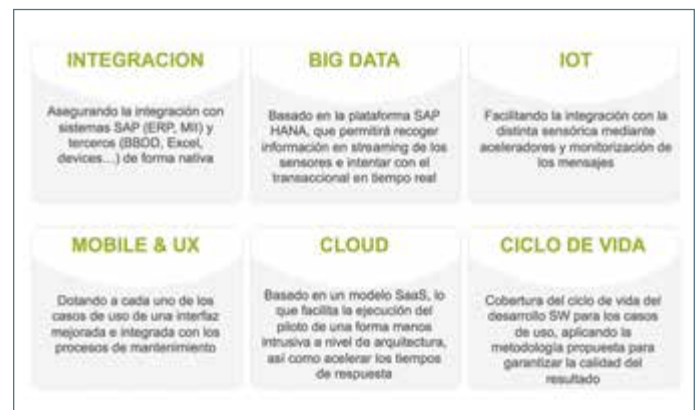 INTEGRACION
Asegurando la integración con
sistemas SAP (ERP, MII) y
terceros (BBDD, Excel,
devices...) de forma nativa
BIG DATA
Basado en la plataforma SAP
HANA, que permitirá recoger
información en streaming de los
sensores e intentar con el
transaccional en tiempo real
IOT
Facilitando la integración con la
distinta sensórica mediante
aceleradores y monitorización de
los mensajes
MOBILE & UX
Dotando a cada uno de los
casos de uso de una interfaz
mejorada e integrada con los
procesos de mantenimiento
CLOUD
Basado en un modelo SaaS, lo
que facilita la ejecución del
piloto de una forma menos
intrusiva a nivel de arquitectura,
así como acelerar los tiempos
de respuesta
CICLO DE VIDA
Cobertura del ciclo de vida del
desarrollo SW para los casos
de uso, aplicando la
metodología propuesta para
garantizar la calidad del
resultado